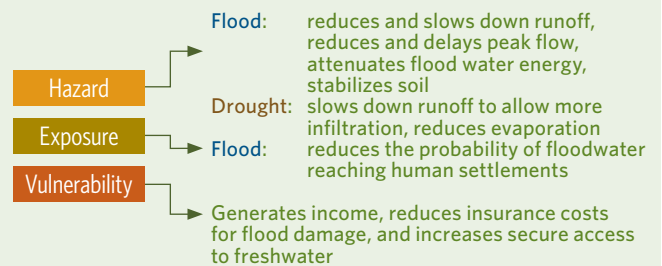 Hazard
Flood: reduces and slows down runoff,
reduces and delays peak flow,
attenuates flood water energy,
stabilizes soil
Drought: slows down runoff to allow more
infiltration, reduces evaporation
Exposure
Flood: reduces the probability of floodwater
reaching human settlements
Vulnerability
Generates income, reduces insurance costs
for flood damage, and increases secure access
to freshwater